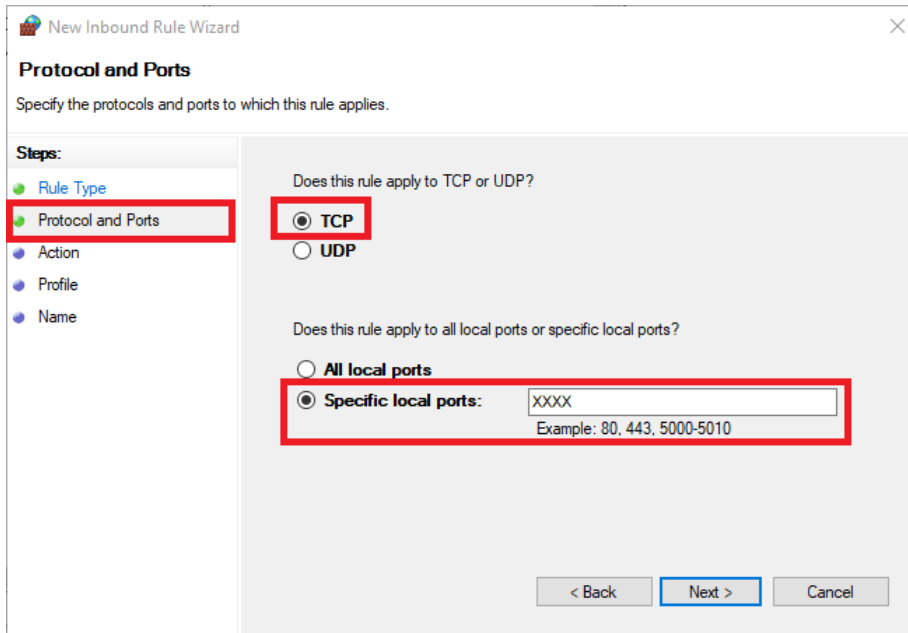 New Inbound Rule Wizard
Protocol and Ports
Specify the protocols and ports to which this rule applies.
Steps:
Rule Type
Protocol and Ports
Action
Profile
Name
Does this rule apply to TCP or UDP?
TCP
UDP
Does this rule apply to all local ports or specific local ports?
All local ports
Specific local ports: XXXX
Example: 80, 443, 5000-5010
< Back Next > Cancel